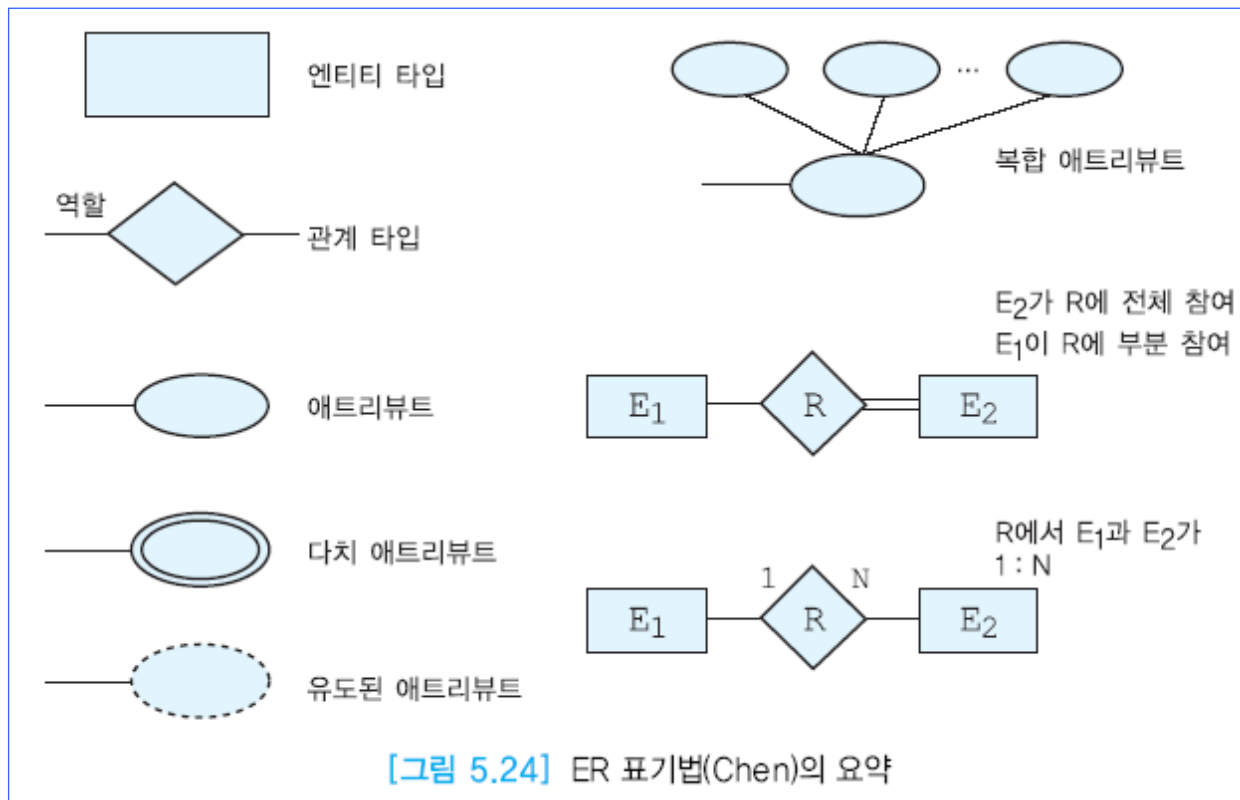 엔티티 타입
역할
관계 타입
애트리뷰트
다치 애트리뷰트
유도된 애트리뷰트
...
복합 애트리뷰트
E2가 R에 전체 참여
E1이 R에 부분 참여
E1 R E2
R에서 E1과 E2가
1 : N
1 N
E1 R E2
[그림 5.24] ER 표기법(Chen)의 요약